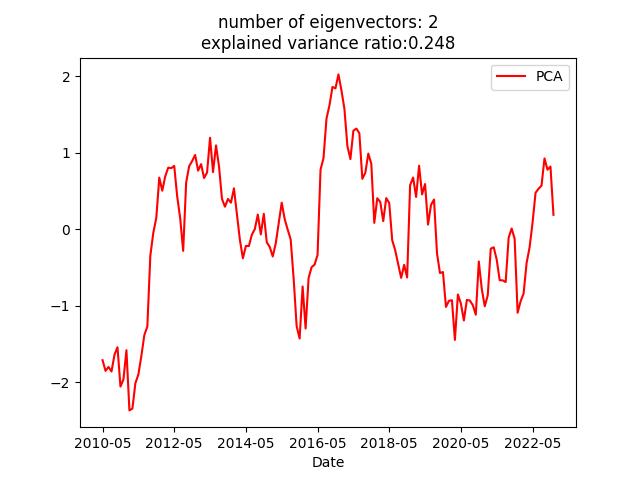 number of eigenvectors: 2
explained variance ratio:0.248
PCA
2
1
0
−1
−2
2010-05 2012-05 2014-05 2016-05 2018-05 2020-05 2022-05
Date